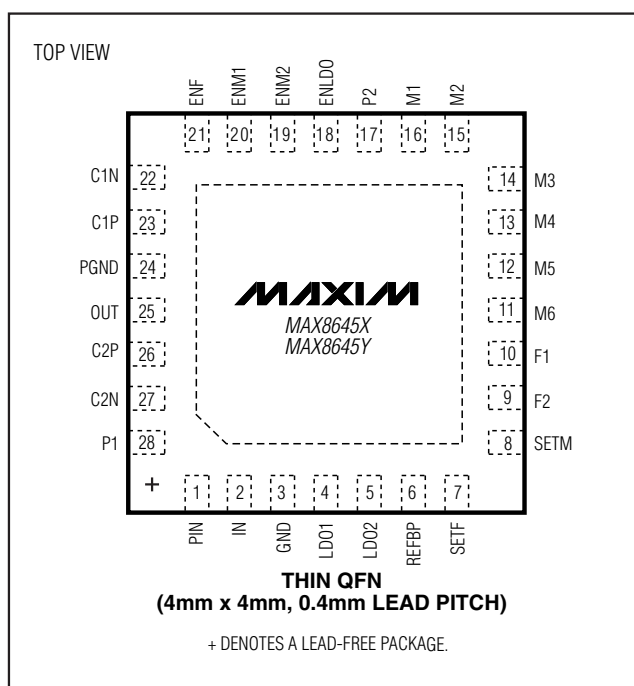 TOP VIEW
ENF ENM1 ENM2 ENLDO P2 M1 M2
21 20 19 18 17 16 15
C1N 22
C1P 23
PGND 24
OUT 25
C2P 26
C2N 27
P1 28
MAXIM
MAX8645X
MAX8645Y
14 M3
13 M4
12 M5
11 M6
10 F1
9 F2
8 SETM
+ 1 2 3 4 5 6 7
PIN IN GND LDO1 LDO2 REFBP SETF
THIN QFN
(4mm x 4mm, 0.4mm LEAD PITCH)
+ DENOTES A LEAD-FREE PACKAGE.